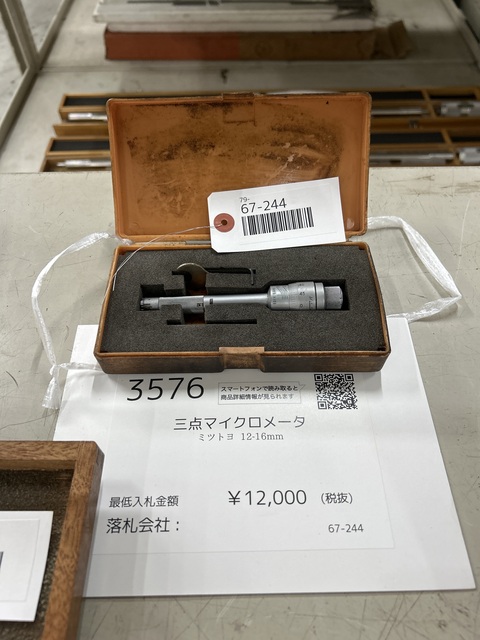 79-
67-244
3576
スマートフォンで読み取ると
商品詳細情報が見られます
三点マイクロメータ
ミツトヨ 12-16mm
最低入札金額 ￥12,000 (税抜)
落札会社：
67-244